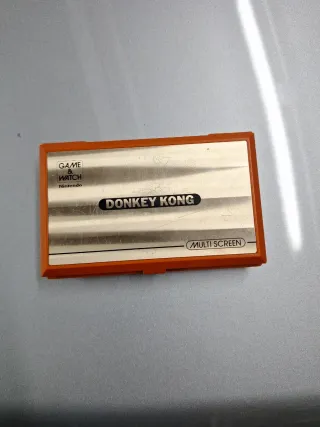 GAME
&
WATCH
Nintendo
DONKEY KONG
MULTI SCREEN